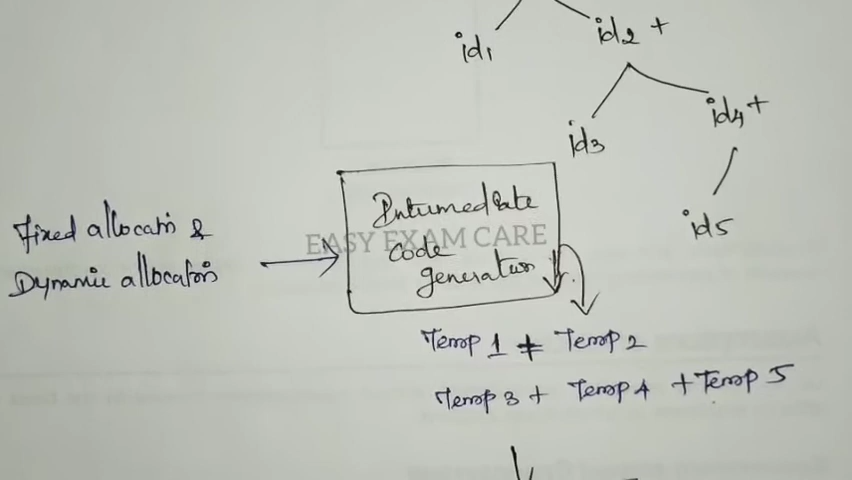 id1
id2 +
id3
id4 +
id5
Fixed allocation &
Dynamic allocation
Intermediate
code
generation
EASY EXAM CARE
Temp 1 + Temp 2
Temp 3 + Temp 4 + Temp 5